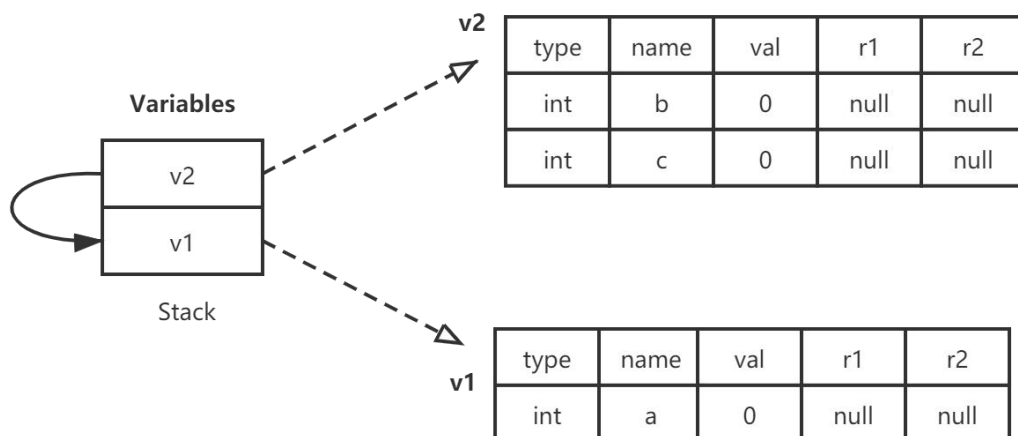 v2
type name val r1 r2
int b 0 null null
int c 0 null null
Variables
v2
v1
Stack
v1
type name val r1 r2
int a 0 null null